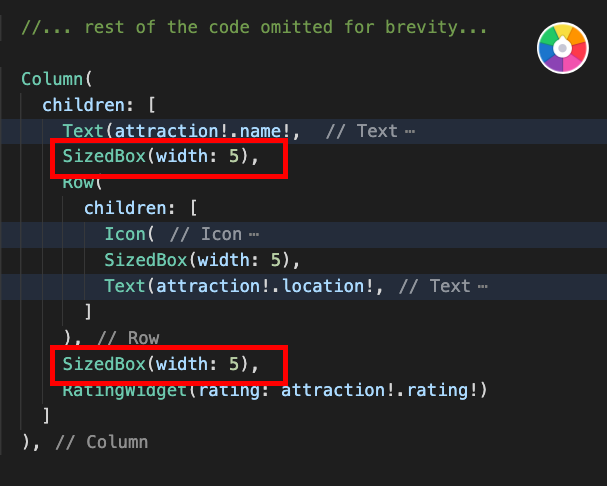 //... rest of the code omitted for brevity...
Column(
children: [
Text(attraction!.name!, // Text ⋯
SizedBox(width: 5),
Row(
children: [
Icon( // Icon ⋯
SizedBox(width: 5),
Text(attraction!.location!, // Text ⋯
]
), // Row
SizedBox(width: 5),
RatingWidget(rating: attraction!.rating!)
]
), // Column